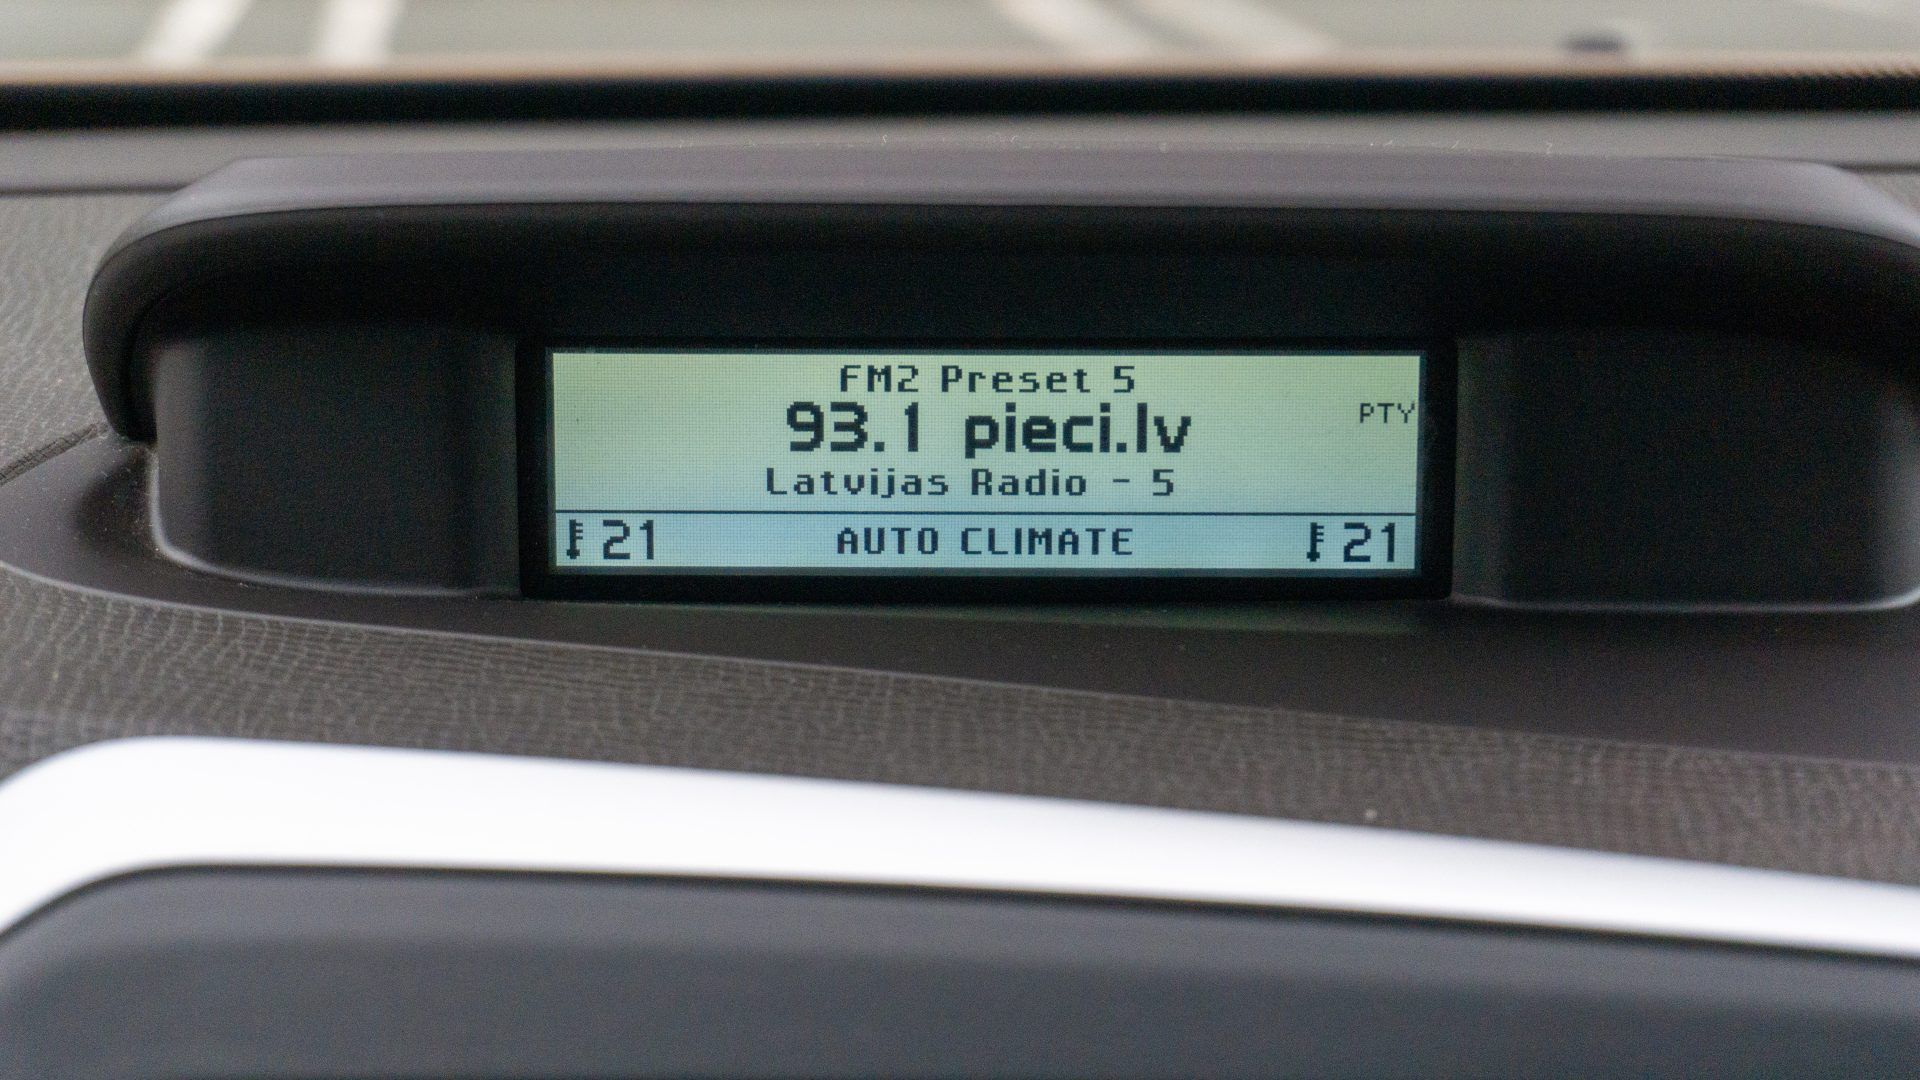 FM2 Preset 5
93.1 pieci.lv
PTY
Latvijas Radio - 5
21 AUTO CLIMATE 21